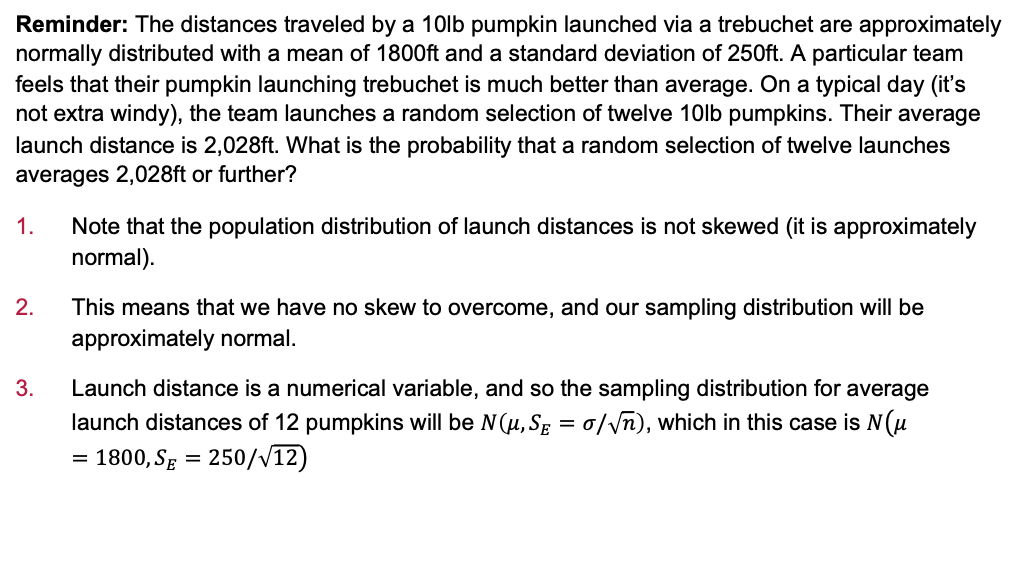 Reminder: The distances traveled by a 10lb pumpkin launched via a trebuchet are approximately
normally distributed with a mean of 1800ft and a standard deviation of 250ft. A particular team
feels that their pumpkin launching trebuchet is much better than average. On a typical day (it's
not extra windy), the team launches a random selection of twelve 10lb pumpkins. Their average
launch distance is 2,028ft. What is the probability that a random selection of twelve launches
averages 2,028ft or further?
1. Note that the population distribution of launch distances is not skewed (it is approximately
normal).
2. This means that we have no skew to overcome, and our sampling distribution will be
approximately normal.
3. Launch distance is a numerical variable, and so the sampling distribution for average
launch distances of 12 pumpkins will be N(μ, S_E = σ/√n), which in this case is N(μ
= 1800, S_E = 250/√12)